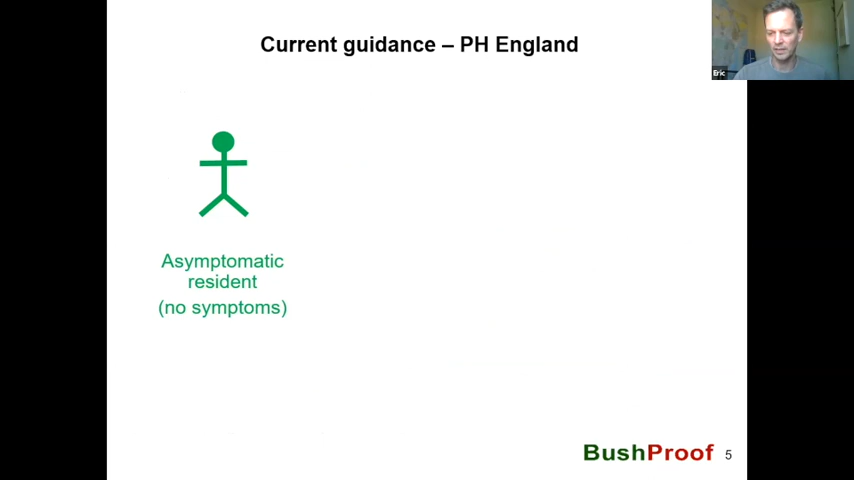 Current guidance – PH England
Eric
Asymptomatic
resident
(no symptoms)
BushProof 5